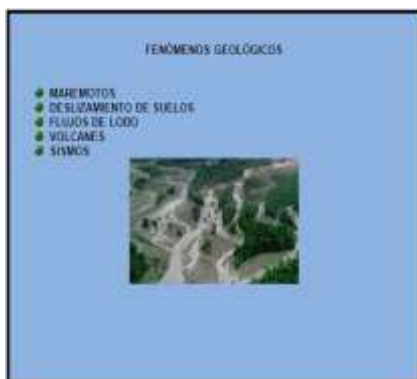 FENÓMENOS GEOLÓGICOS
MAREMOTOS
DESLIZAMIENTO DE SUELOS
FLUJOS DE LODO
VOLCANES
SISMOS